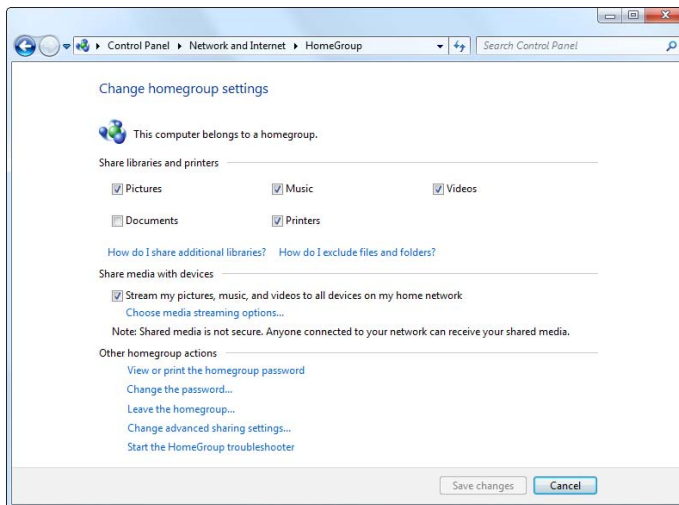 Control Panel Network and Internet HomeGroup Search Control Panel
Change homegroup settings
This computer belongs to a homegroup.
Share libraries and printers
Pictures Music Videos
Documents Printers
How do I share additional libraries? How do I exclude files and folders?
Share media with devices
Stream my pictures, music, and videos to all devices on my home network
Choose media streaming options...
Note: Shared media is not secure. Anyone connected to your network can receive your shared media.
Other homegroup actions
View or print the homegroup password
Change the password...
Leave the homegroup...
Change advanced sharing settings...
Start the HomeGroup troubleshooter
Save changes Cancel